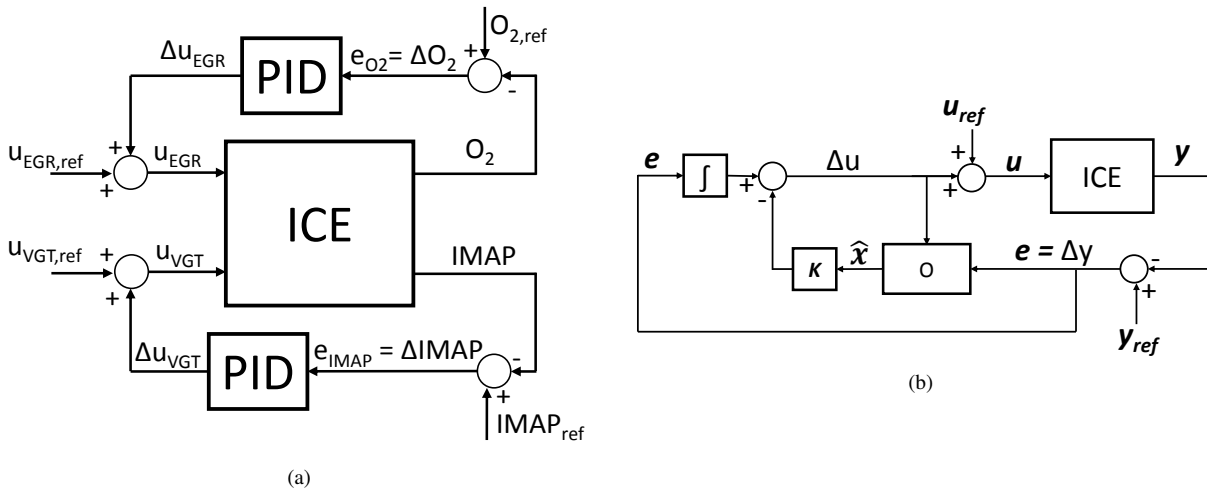 O2,ref
+
ΔuEGR
PID
eO2= ΔO2
-
uEGR,ref
+
+
uEGR
O2
ICE
uVGT,ref
+
+
uVGT
IMAP
ΔuVGT
PID
eIMAP = ΔIMAP
-
+
IMAPref
(a)
uref
e
∫
+
-
Δu
+
+
u
ICE
y
K
x̂
O
e = Δy
-
+
yref
(b)